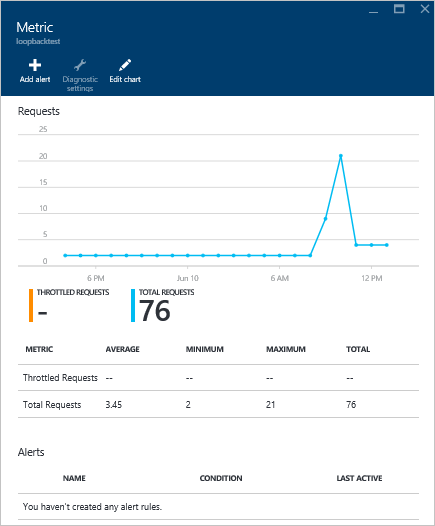 Metric
loopbacktest
Add alert Diagnostic settings Edit chart
Requests
25
20
15
10
5
0
6 PM Jun 10 6 AM 12 PM
THROTTLED REQUESTS TOTAL REQUESTS
- 76
METRIC AVERAGE MINIMUM MAXIMUM TOTAL
Throttled Requests -- -- -- --
Total Requests 3.45 2 21 76
Alerts
NAME CONDITION LAST ACTIVE
You haven't created any alert rules.